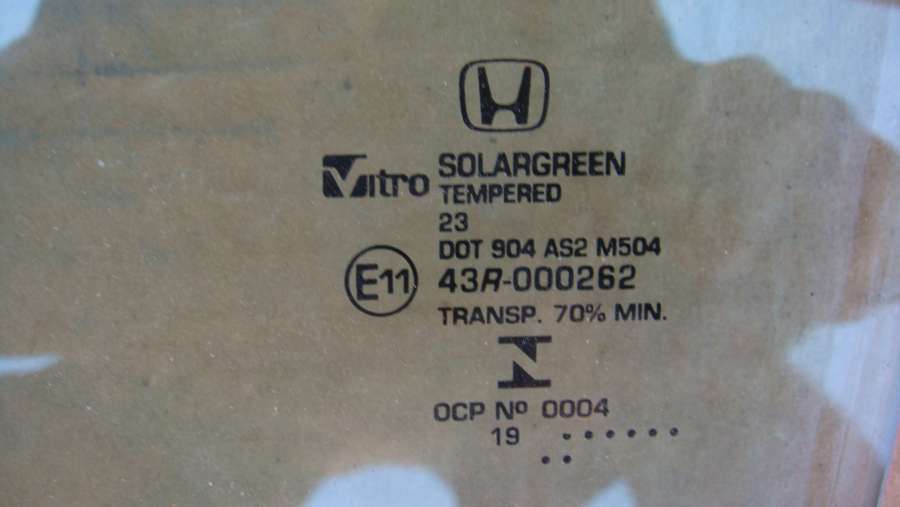 Vitro SOLARGREEN
TEMPERED
23
DOT 904 AS2 M504
E11 43R-000262
TRANSP. 70% MIN.
OCP Nº 0004
19